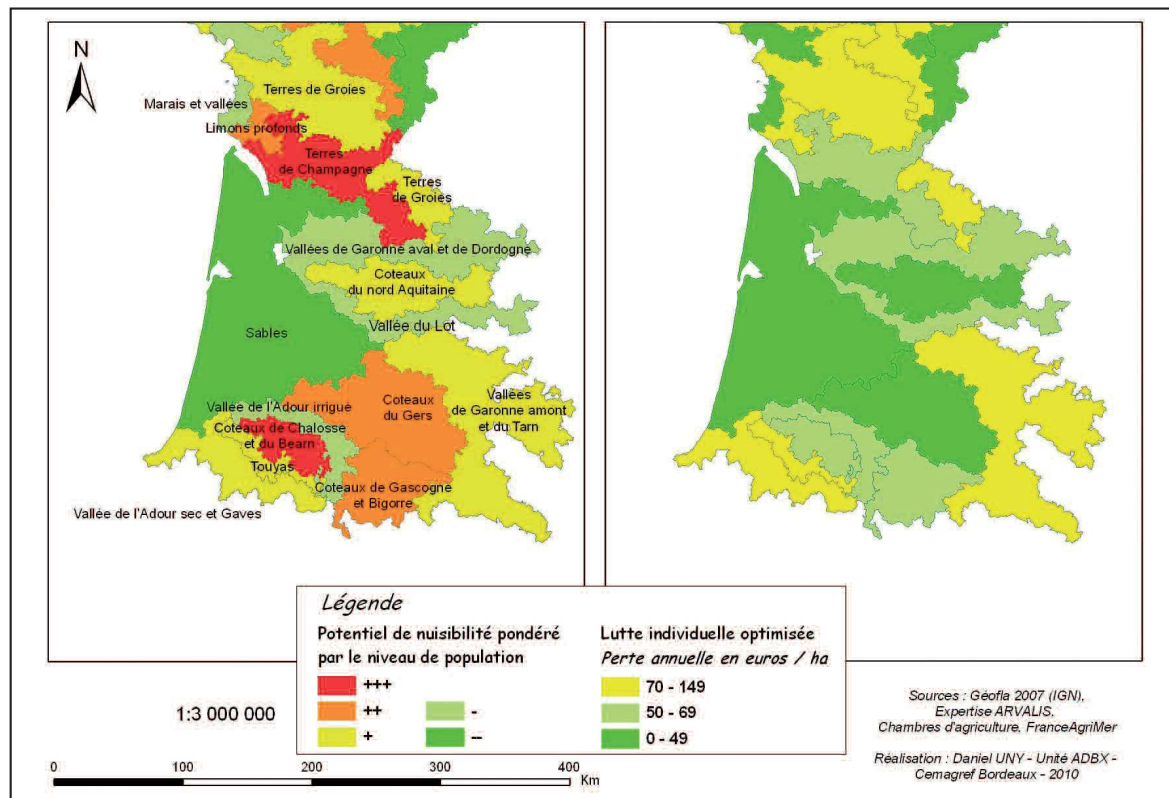 N
Terres de Groies
Marais et vallées
Limons profonds
Terres
de Champagne
Terres
de Groies
Vallées de Garonne aval et de Dordogne
Coteaux
du nord Aquitaine
Vallée du Lot
Sables
Vallée de l'Adour irrigué
Coteaux
du Gers
Vallées
de Garonne amont
et du Tarn
Coteaux de Chalosse
et du Bearn
Touyas
Coteaux de Gascogne
et Bigorre
Vallée de l'Adour sec et Gaves
Légende
Potentiel de nuisibilité pondéré
par le niveau de population
+++
++
+
-
--
Lutte individuelle optimisée
Perte annuelle en euros / ha
70 - 149
50 - 69
0 - 49
1:3 000 000
0 100 200 300 400
Km
Sources : Géofla 2007 (IGN),
Expertise ARVALIS,
Chambres d'agriculture, FranceAgriMer
Réalisation : Daniel UNY - Unité ADBX -
Cemagref Bordeaux - 2010